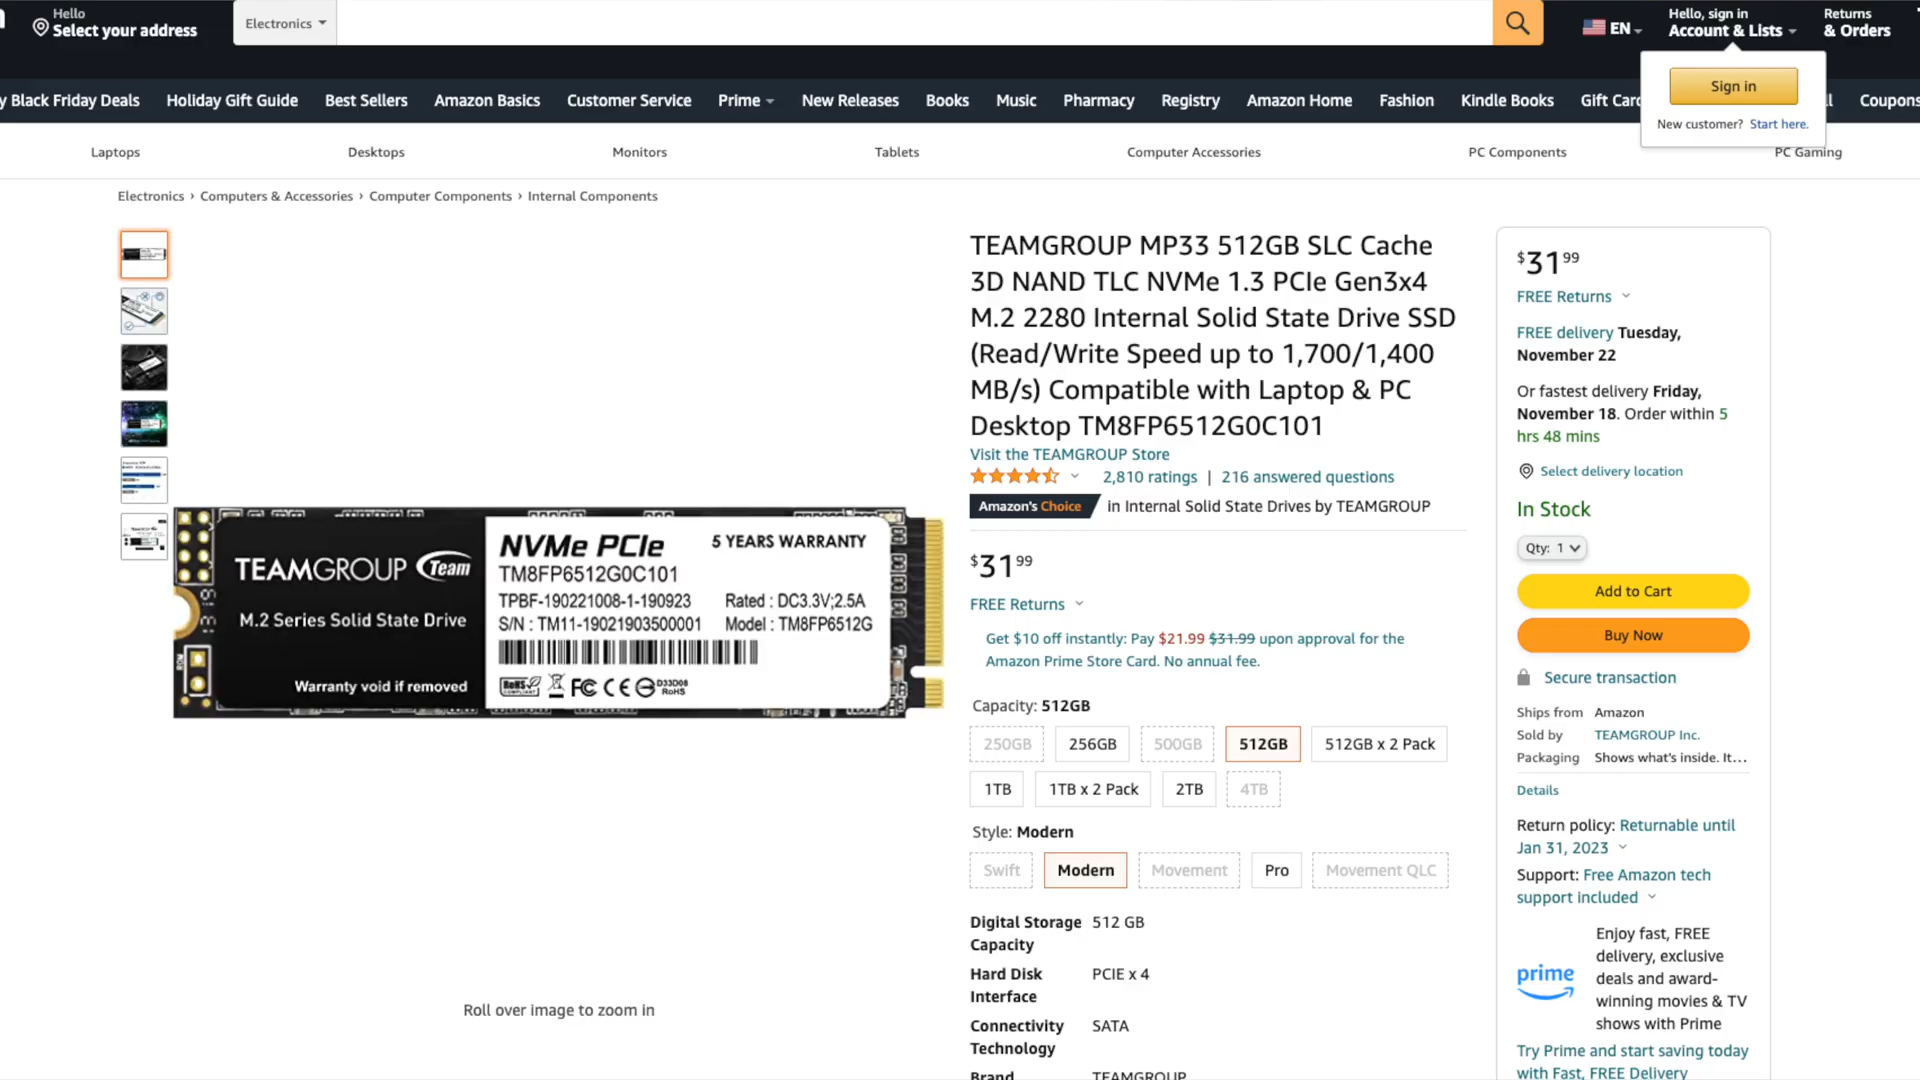 Hello
Select your address
Electronics
EN
Hello, sign in
Account & Lists
Returns
& Orders
Sign in
New customer? Start here.
y Black Friday Deals
Holiday Gift Guide
Best Sellers
Amazon Basics
Customer Service
Prime
New Releases
Books
Music
Pharmacy
Registry
Amazon Home
Fashion
Kindle Books
Gift Car
Coupons
Laptops
Desktops
Monitors
Tablets
Computer Accessories
PC Components
PC Gaming
Electronics › Computers & Accessories › Computer Components › Internal Components
TEAMGROUP Team
M.2 Series Solid State Drive
Warranty void if removed
NVMe PCIe
5 YEARS WARRANTY
TM8FP6512G0C101
TPBF-190221008-1-190923
Rated : DC3.3V;2.5A
S/N : TM11-19021903500001
Model : TM8FP6512G
RoHS
COMPLIANT
FC CE
D33D08
RoHS
Roll over image to zoom in
TEAMGROUP MP33 512GB SLC Cache
3D NAND TLC NVMe 1.3 PCIe Gen3x4
M.2 2280 Internal Solid State Drive SSD
(Read/Write Speed up to 1,700/1,400
MB/s) Compatible with Laptop & PC
Desktop TM8FP6512G0C101
Visit the TEAMGROUP Store
2,810 ratings | 216 answered questions
Amazon's Choice in Internal Solid State Drives by TEAMGROUP
$31 99
FREE Returns
Get $10 off instantly: Pay $21.99 $31.99 upon approval for the
Amazon Prime Store Card. No annual fee.
Capacity: 512GB
250GB
256GB
500GB
512GB
512GB x 2 Pack
1TB
1TB x 2 Pack
2TB
4TB
Style: Modern
Swift
Modern
Movement
Pro
Movement QLC
Digital Storage 512 GB
Capacity
Hard Disk PCIE x 4
Interface
Connectivity SATA
Technology
Brand TEAMGROUP
$31 99
FREE Returns
FREE delivery Tuesday,
November 22
Or fastest delivery Friday,
November 18. Order within 5
hrs 48 mins
Select delivery location
In Stock
Qty: 1
Add to Cart
Buy Now
Secure transaction
Ships from Amazon
Sold by TEAMGROUP Inc.
Packaging Shows what's inside. It...
Details
Return policy: Returnable until
Jan 31, 2023
Support: Free Amazon tech
support included
prime
Enjoy fast, FREE
delivery, exclusive
deals and award-
winning movies & TV
shows with Prime
Try Prime and start saving today
with Fast, FREE Delivery